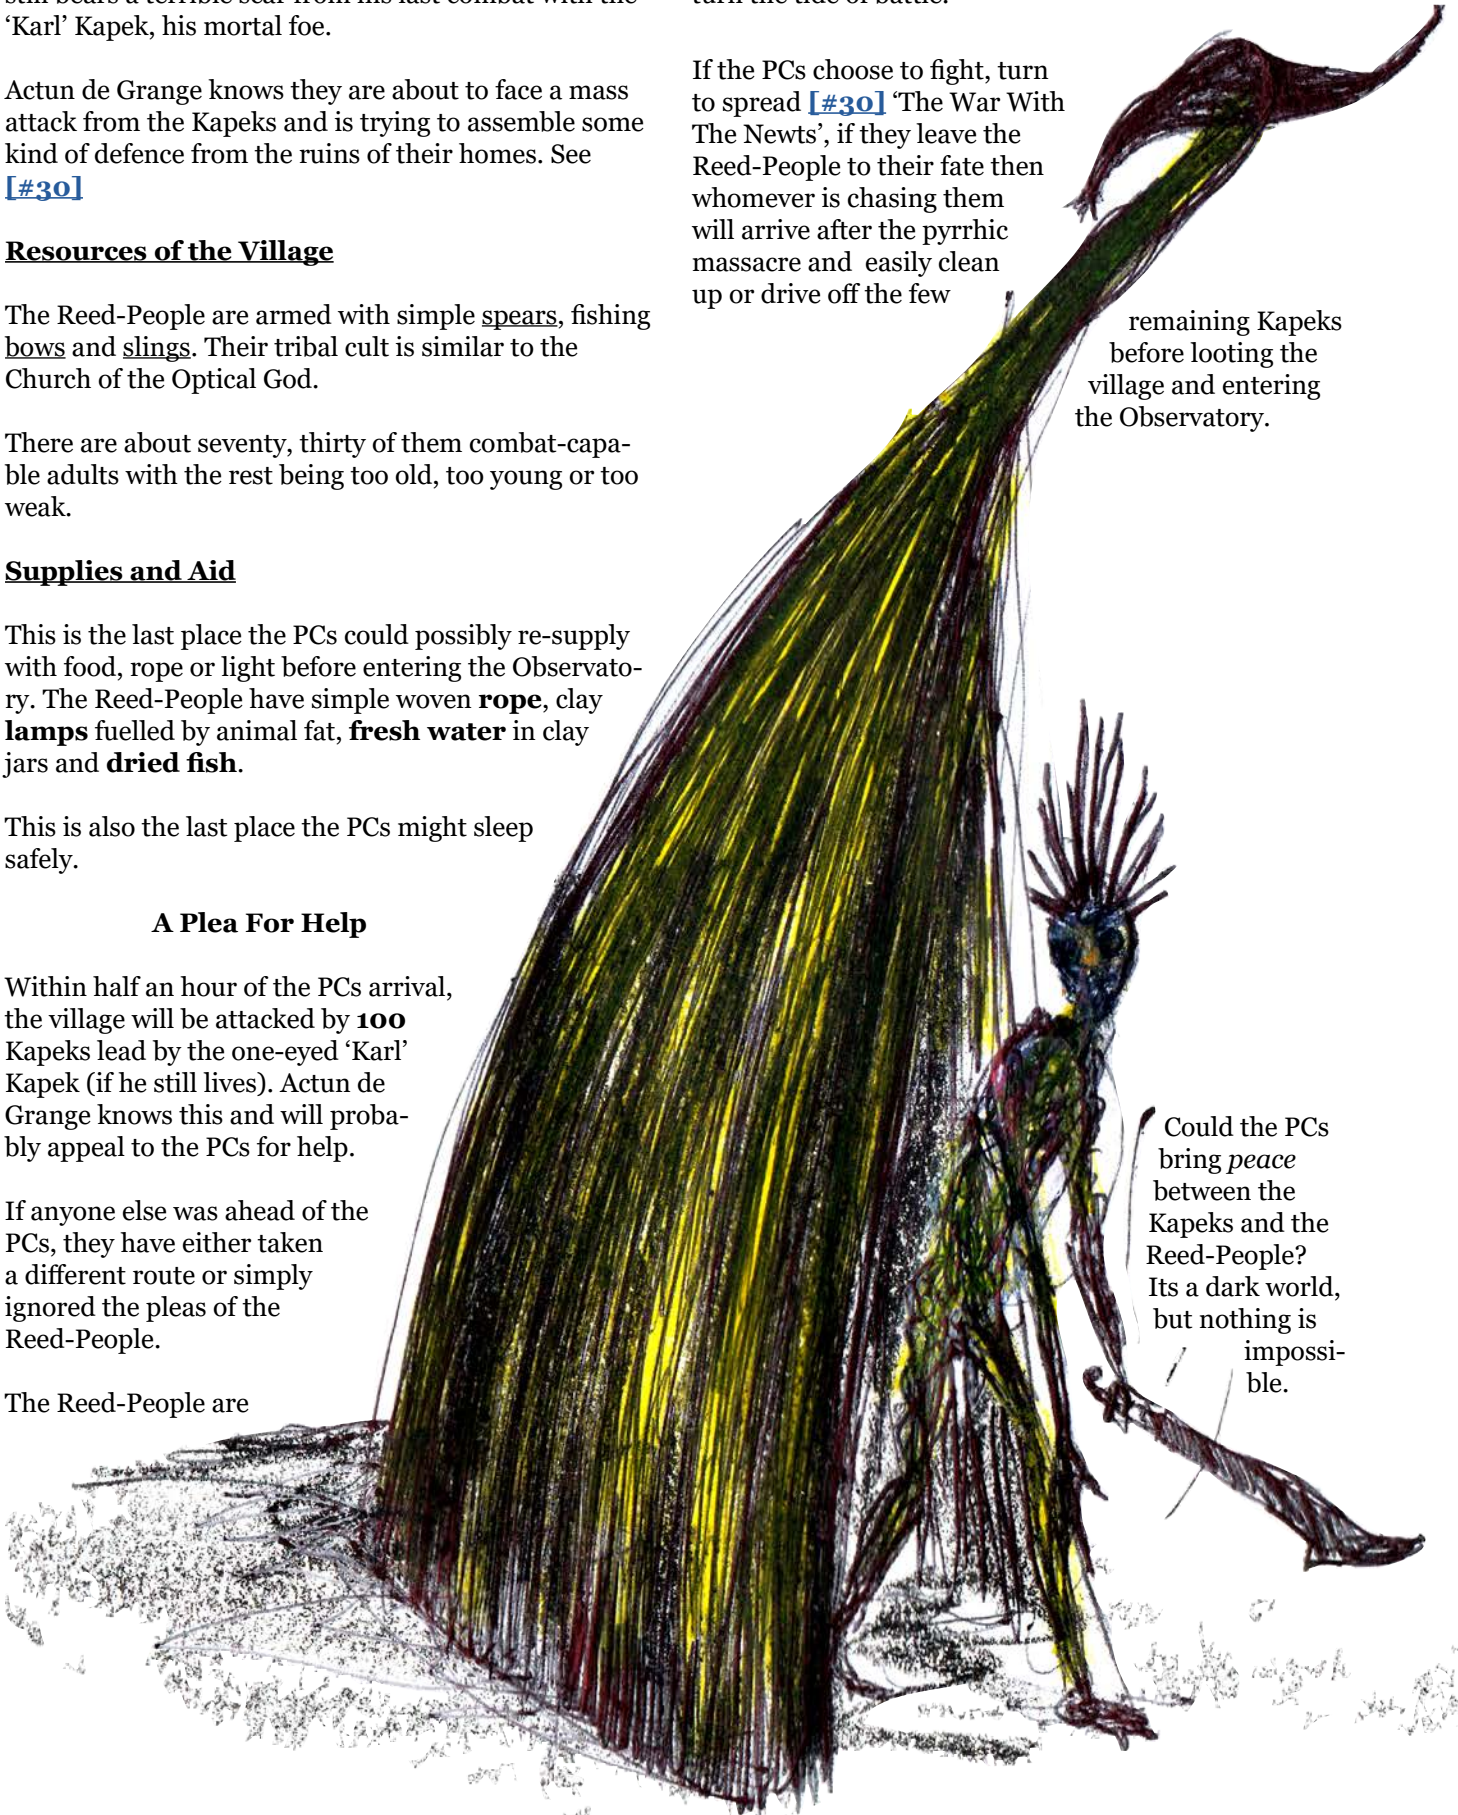 still bears a terrible scar from his last combat with the
‘Karl’ Kapek, his mortal foe.
Actun de Grange knows they are about to face a mass
attack from the Kapeks and is trying to assemble some
kind of defence from the ruins of their homes. See
[#30]
Resources of the Village
The Reed-People are armed with simple spears, fishing
bows and slings. Their tribal cult is similar to the
Church of the Optical God.
There are about seventy, thirty of them combat-capa-
ble adults with the rest being too old, too young or too
weak.
Supplies and Aid
This is the last place the PCs could possibly re-supply
with food, rope or light before entering the Observato-
ry. The Reed-People have simple woven rope, clay
lamps fuelled by animal fat, fresh water in clay
jars and dried fish.
This is also the last place the PCs might sleep
safely.
A Plea For Help
Within half an hour of the PCs arrival,
the village will be attacked by 100
Kapeks lead by the one-eyed ‘Karl’
Kapek (if he still lives). Actun de
Grange knows this and will proba-
bly appeal to the PCs for help.
If anyone else was ahead of the
PCs, they have either taken
a different route or simply
ignored the pleas of the
Reed-People.
The Reed-People are
turn the tide of battle.
If the PCs choose to fight, turn
to spread [#30] ‘The War With
The Newts’, if they leave the
Reed-People to their fate then
whomever is chasing them
will arrive after the pyrrhic
massacre and easily clean
up or drive off the few
remaining Kapeks
before looting the
village and entering
the Observatory.
Could the PCs
bring peace
between the
Kapeks and the
Reed-People?
Its a dark world,
but nothing is
impossi-
ble.